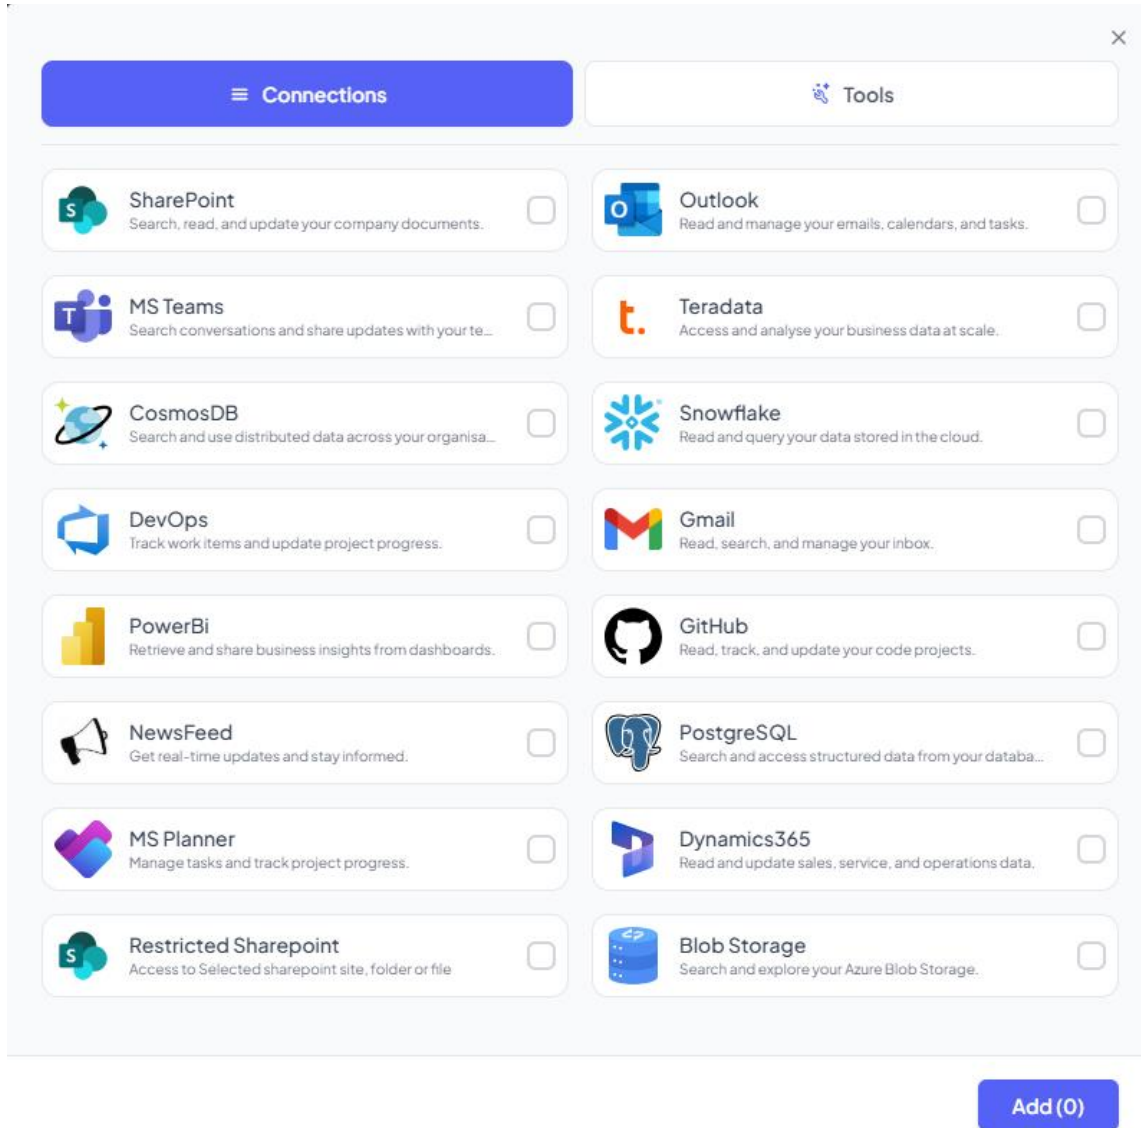 Connections
Tools
SharePoint
Search, read, and update your company documents.
Outlook
Read and manage your emails, calendars, and tasks.
MS Teams
Search conversations and share updates with your te...
Teradata
Access and analyse your business data at scale.
CosmosDB
Search and use distributed data across your organisa...
Snowflake
Read and query your data stored in the cloud.
DevOps
Track work items and update project progress.
Gmail
Read, search, and manage your inbox.
PowerBi
Retrieve and share business insights from dashboards.
GitHub
Read, track, and update your code projects.
NewsFeed
Get real-time updates and stay informed.
PostgreSQL
Search and access structured data from your databa...
MS Planner
Manage tasks and track project progress.
Dynamics365
Read and update sales, service, and operations data.
Restricted Sharepoint
Access to Selected sharepoint site, folder or file
Blob Storage
Search and explore your Azure Blob Storage.
Add (0)